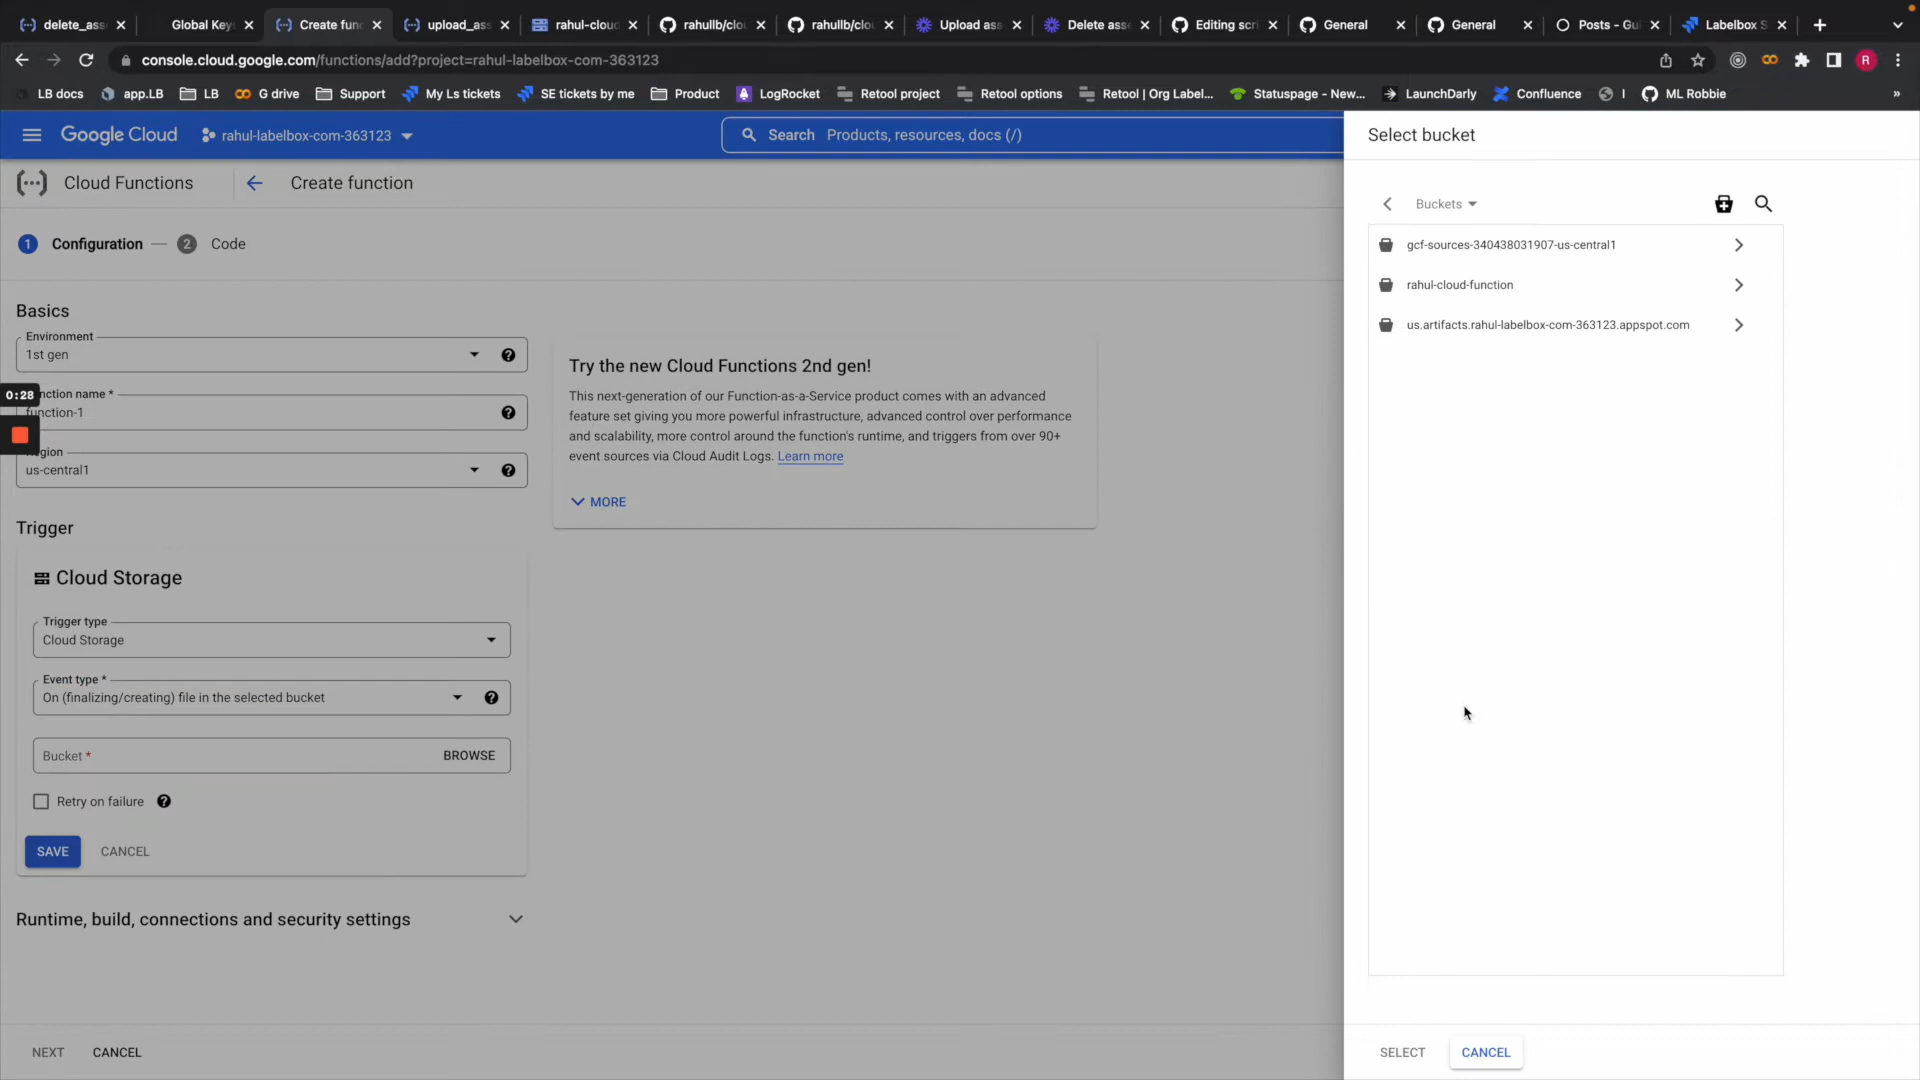 delete_ass
Global Key
Create func
upload_ass
rahul-cloud
rahullb/clou
rahullb/clou
Upload ass
Delete asse
Editing scri
General
General
Posts - Gu
Labelbox S
console.cloud.google.com/functions/add?project=rahul-labelbox-com-363123
R
LB docs
app.LB
LB
G drive
Support
My Ls tickets
SE tickets by me
Product
LogRocket
Retool project
Retool options
Retool | Org Label...
Statuspage - New...
LaunchDarly
Confluence
I
ML Robbie
»
Google Cloud
rahul-labelbox-com-363123
Search Products, resources, docs (/)
Select bucket
Cloud Functions
Create function
Buckets
1 Configuration — 2 Code
gcf-sources-340438031907-us-central1
rahul-cloud-function
us.artifacts.rahul-labelbox-com-363123.appspot.com
Basics
Environment
1st gen
0:28
nction name *
function-1
Region
us-central1
Try the new Cloud Functions 2nd gen!
This next-generation of our Function-as-a-Service product comes with an advanced
feature set giving you more powerful infrastructure, advanced control over performance
and scalability, more control around the function's runtime, and triggers from over 90+
event sources via Cloud Audit Logs. Learn more
MORE
Trigger
Cloud Storage
Trigger type
Cloud Storage
Event type *
On (finalizing/creating) file in the selected bucket
Bucket *
BROWSE
Retry on failure
SAVE
CANCEL
Runtime, build, connections and security settings
NEXT
CANCEL
SELECT
CANCEL